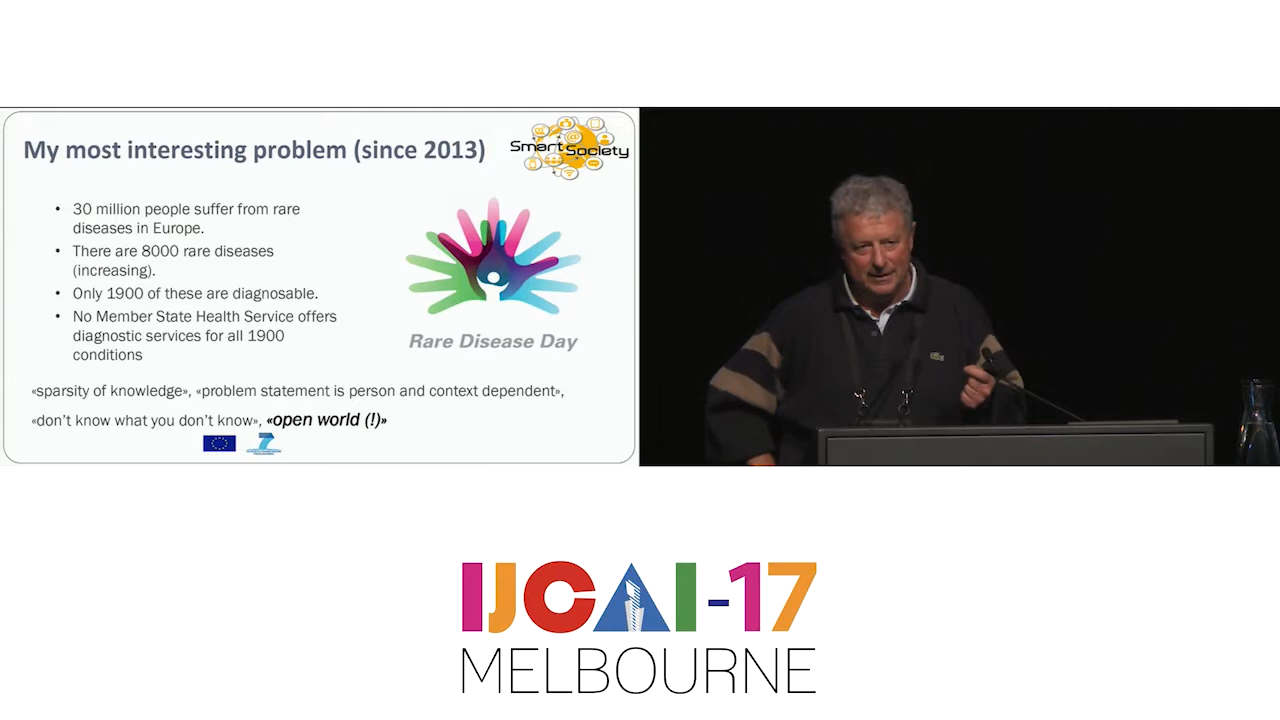 My most interesting problem (since 2013)
Smart Society
• 30 million people suffer from rare
diseases in Europe.
• There are 8000 rare diseases
(increasing).
• Only 1900 of these are diagnosable.
• No Member State Health Service offers
diagnostic services for all 1900
conditions
Rare Disease Day
«sparsity of knowledge», «problem statement is person and context dependent»,
«don't know what you don't know», «open world (!)»
7
IJCAI-17
MELBOURNE